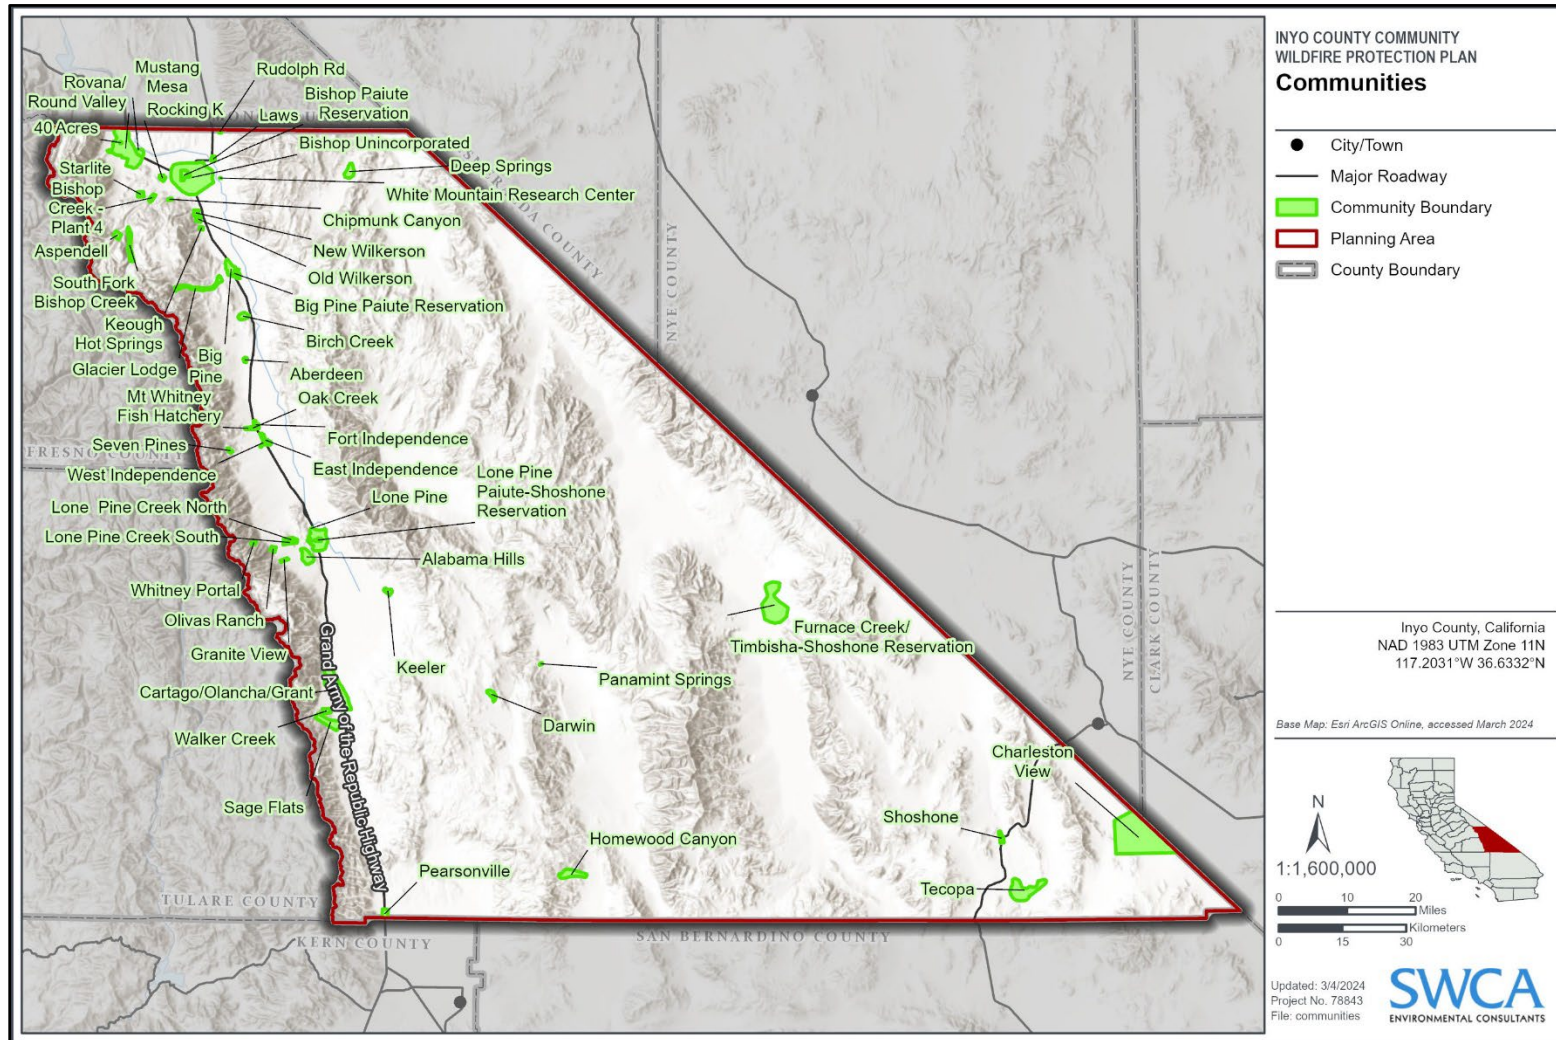 INYO COUNTY COMMUNITY
WILDFIRE PROTECTION PLAN
Communities
City/Town
Major Roadway
Community Boundary
Planning Area
County Boundary
Inyo County, California
NAD 1983 UTM Zone 11N
117.2031°W 36.6332°N
Base Map: Esri ArcGIS Online, accessed March 2024
N
1:1,600,000
0 10 20
Miles
Kilometers
0 15 30
Updated: 3/4/2024
Project No. 78843
File: communities
SWCA
ENVIRONMENTAL CONSULTANTS
Mustang
Mesa
Rovana/
Round Valley
Rocking K
Rudolph Rd
Laws
Bishop Paiute
Reservation
40 Acres
Bishop Unincorporated
Starlite
Deep Springs
White Mountain Research Center
Bishop
Creek -
Plant 4
Chipmunk Canyon
Aspendell
New Wilkerson
Old Wilkerson
South Fork
Bishop Creek
Big Pine Paiute Reservation
Keough
Hot Springs
Birch Creek
Glacier Lodge
Big
Pine
Aberdeen
Mt Whitney
Fish Hatchery
Oak Creek
Fort Independence
Seven Pines
East Independence
West Independence
Lone Pine
Paiute-Shoshone
Reservation
Lone Pine
Lone Pine Creek North
Lone Pine Creek South
Alabama Hills
Whitney Portal
Olivas Ranch
Furnace Creek/
Timbisha-Shoshone Reservation
Granite View
Keeler
Panamint Springs
Cartago/Olancha/Grant
Darwin
Walker Creek
Charleston
View
Sage Flats
Shoshone
Homewood Canyon
Pearsonville
Tecopa
Grand Army of the Republic Highway
FRESNO COUNTY
TULARE COUNTY
KERN COUNTY
SAN BERNARDINO COUNTY
NYE COUNTY
NYE COUNTY
CLARK COUNTY